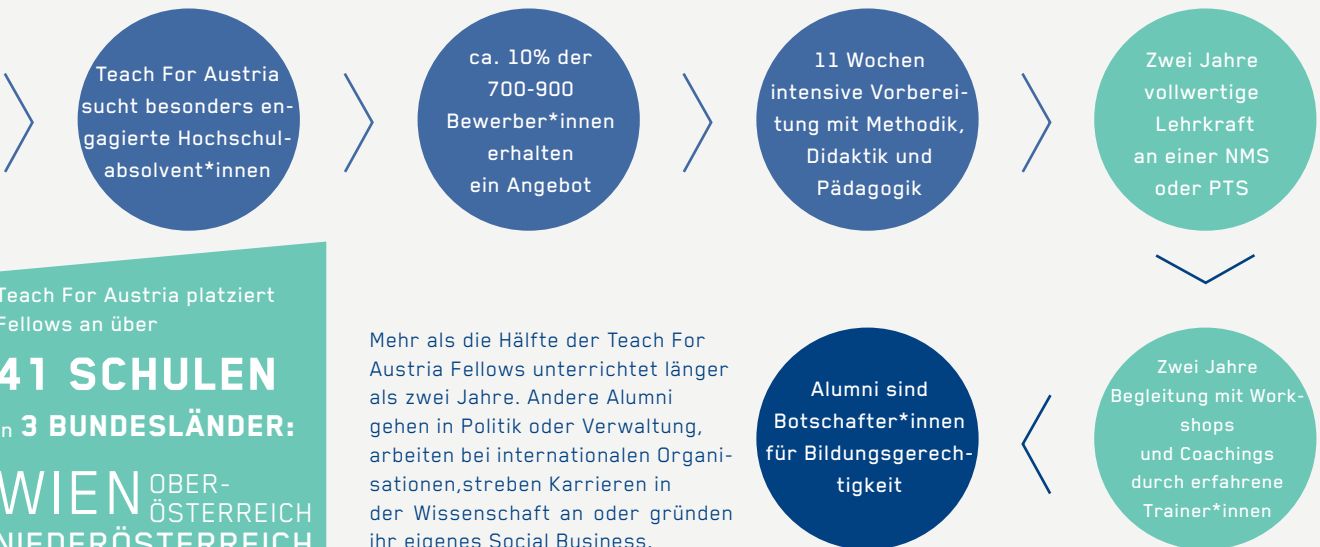 Teach For Austria
sucht besonders en-
gagierte Hochschul-
absolvent*innen
ca. 10% der
700-900
Bewerber*innen
erhalten
ein Angebot
11 Wochen
intensive Vorberei-
tung mit Methodik,
Didaktik und
Pädagogik
Zwei Jahre
vollwertige
Lehrkraft
an einer NMS
oder PTS
Zwei Jahre
Begleitung mit Work-
shops
und Coachings
durch erfahrene
Trainer*innen
Alumni sind
Botschafter*innen
für Bildungsgerech-
tigkeit
Mehr als die Hälfte der Teach For
Austria Fellows unterrichtet länger
als zwei Jahre. Andere Alumni
gehen in Politik oder Verwaltung,
arbeiten bei internationalen Organi-
sationen,streben Karrieren in
der Wissenschaft an oder gründen
ihr eigenes Social Business.
Teach For Austria platziert
Fellows an über
41 SCHULEN
n 3 BUNDESLÄNDER:
WIEN OBER-
ÖSTERREICH
NIEDERÖSTERREICH